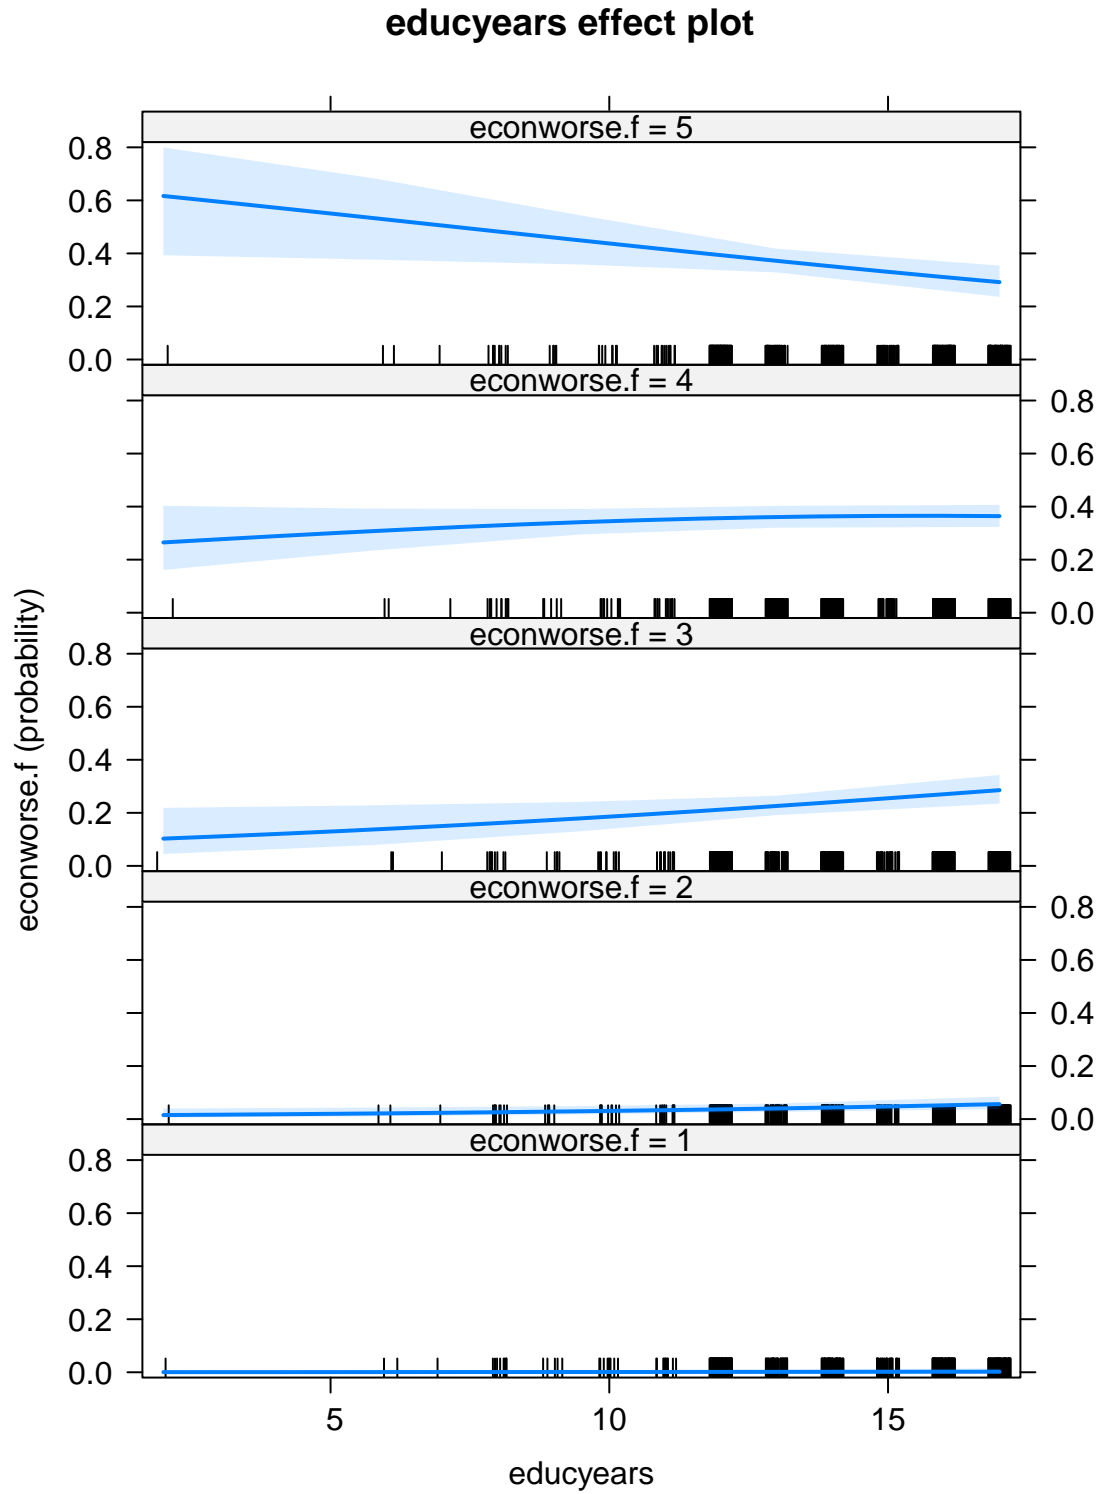 educyears effect plot
econworse.f = 5
0.8
0.6
0.4
0.2
0.0
econworse.f = 4
0.8
0.6
0.4
0.2
0.0
econworse.f = 3
0.8
0.6
0.4
0.2
0.0
econworse.f = 2
0.8
0.6
0.4
0.2
0.0
econworse.f = 1
0.8
0.6
0.4
0.2
0.0
econworse.f (probability)
5 10 15
educyears